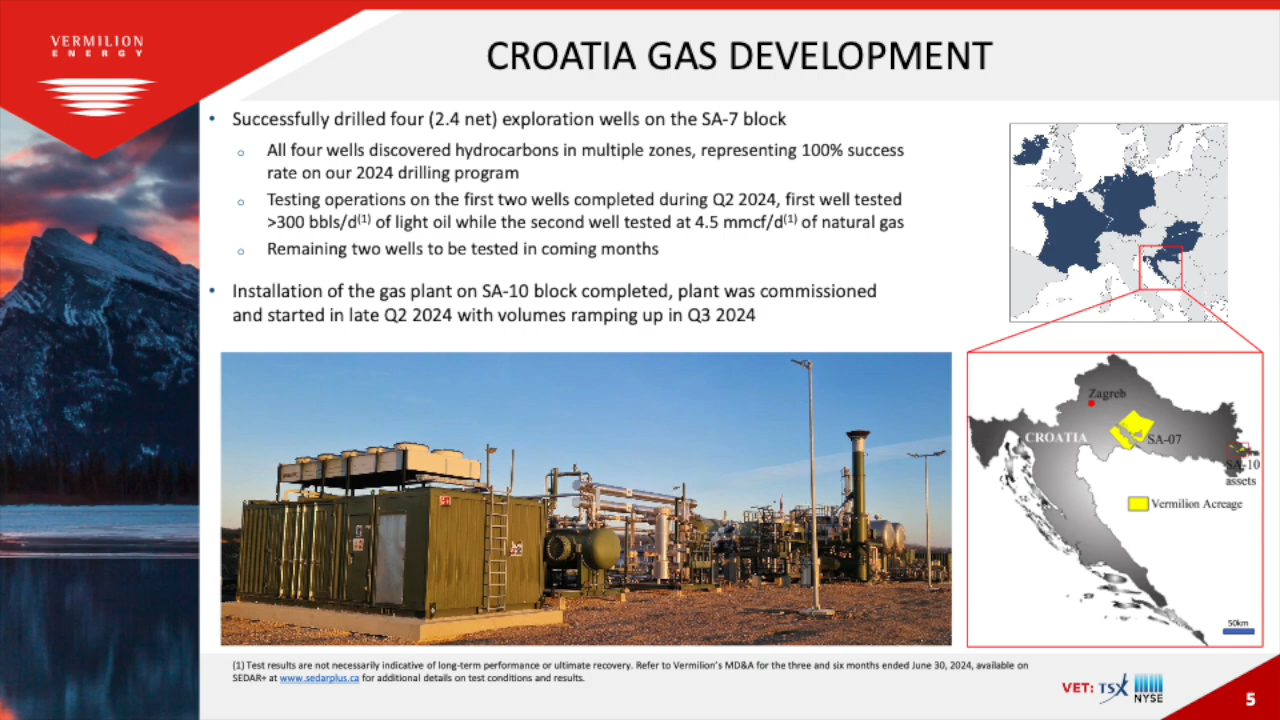 VERMILION
ENERGY
CROATIA GAS DEVELOPMENT
• Successfully drilled four (2.4 net) exploration wells on the SA-7 block
o All four wells discovered hydrocarbons in multiple zones, representing 100% success
rate on our 2024 drilling program
o Testing operations on the first two wells completed during Q2 2024, first well tested
>300 bbls/d(1) of light oil while the second well tested at 4.5 mmcf/d(1) of natural gas
o Remaining two wells to be tested in coming months
• Installation of the gas plant on SA-10 block completed, plant was commissioned
and started in late Q2 2024 with volumes ramping up in Q3 2024
Zagreb
CROATIA
SA-07
SA-10
assets
Vermilion Acreage
50km
(1) Test results are not necessarily indicative of long-term performance or ultimate recovery. Refer to Vermilion's MD&A for the three and six months ended June 30, 2024, available on
SEDAR+ at www.sedarplus.ca for additional details on test conditions and results.
VET: TSX
NYSE
5